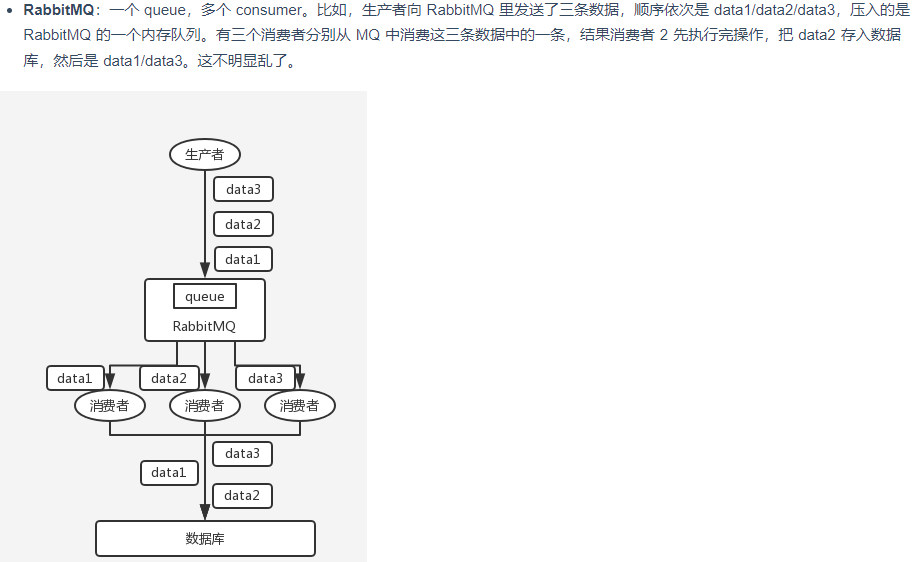 • RabbitMQ：一个 queue，多个 consumer。比如，生产者向 RabbitMQ 里发送了三条数据，顺序依次是 data1/data2/data3，压入的是
RabbitMQ 的一个内存队列。有三个消费者分别从 MQ 中消费这三条数据中的一条，结果消费者 2 先执行完操作，把 data2 存入数据
库，然后是 data1/data3。这不明显乱了。
生产者
data3
data2
data1
queue
RabbitMQ
data1 data2 data3
消费者 消费者 消费者
data3
data1
data2
数据库